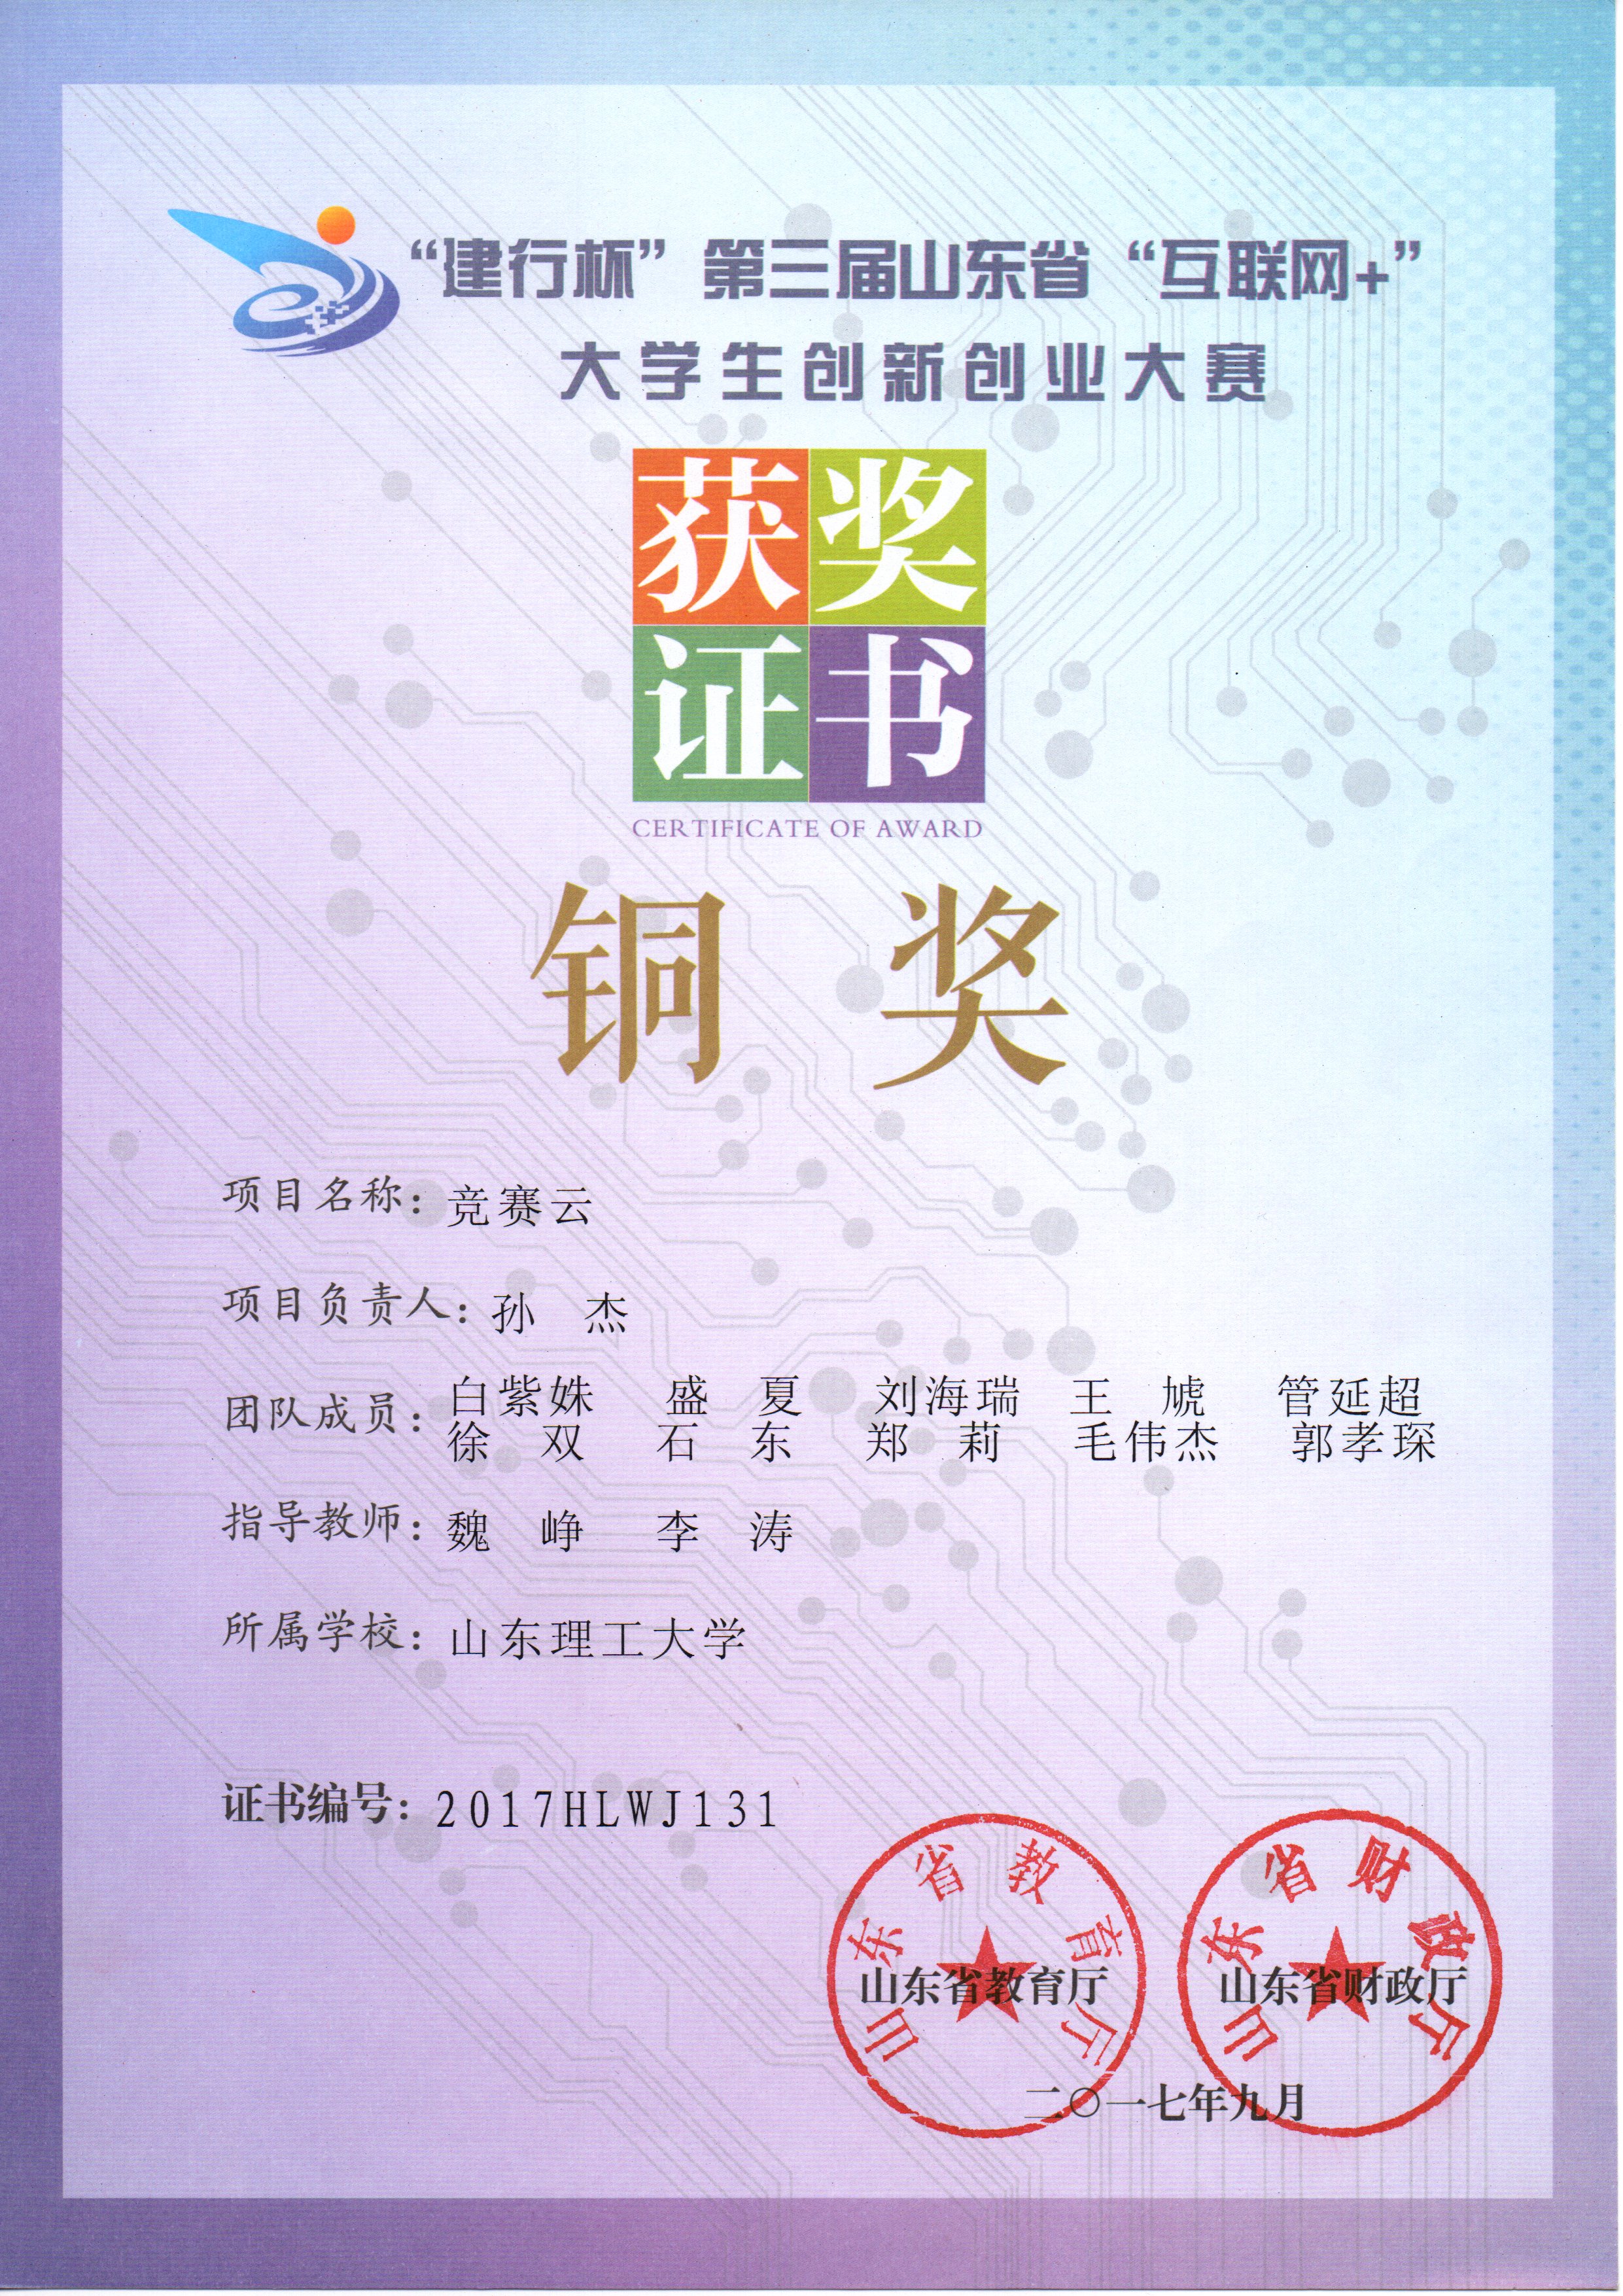 “建行杯”第三届山东省“互联网+”
大学生创新创业大赛
获奖
证书
CERTIFICATE OF AWARD
铜 奖
项目名称：竞赛云
项目负责人：孙 杰
团队成员：白紫姝 盛 夏 刘海瑞 王 虓 管延超
徐 双 石 东 郑 莉 毛伟杰 郭孝琛
指导教师：魏 峥 李 涛
所属学校：山东理工大学
证书编号：2017HLWJ131
山东省教育厅
山东省财政厅
山东省教育厅 山东省财政厅
二〇一七年九月